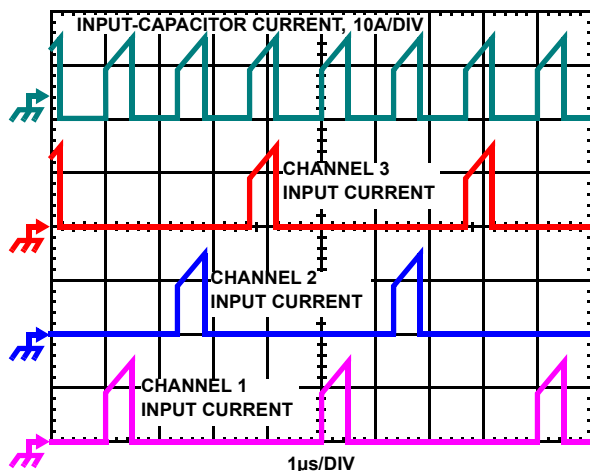 INPUT-CAPACITOR CURRENT, 10A/DIV
CHANNEL 3
INPUT CURRENT
CHANNEL 2
INPUT CURRENT
CHANNEL 1
INPUT CURRENT
1µs/DIV